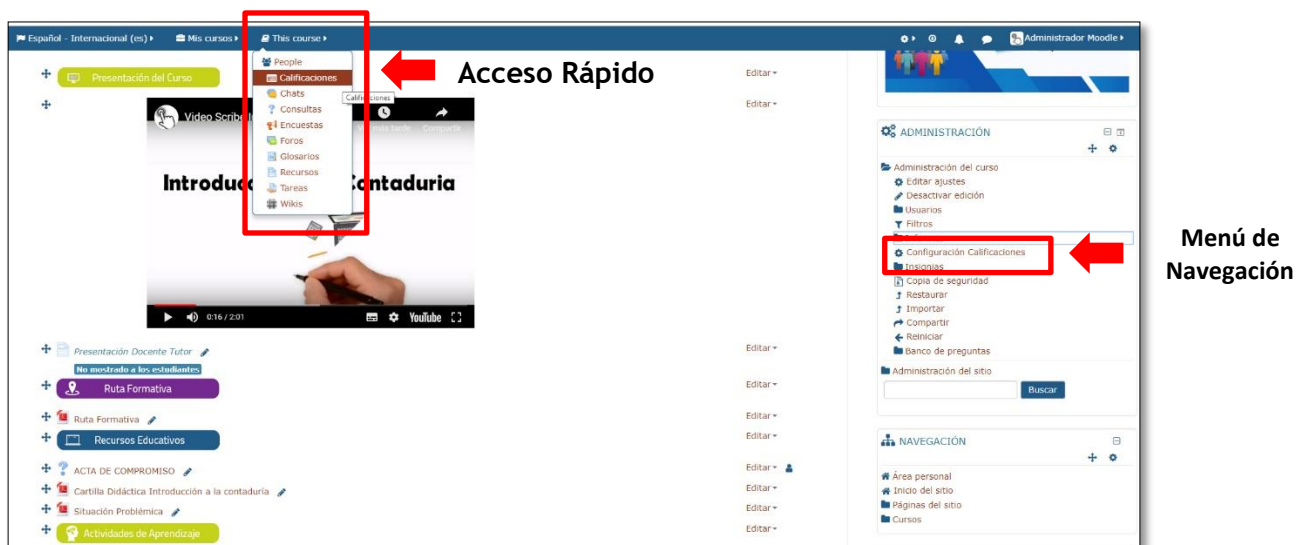 Español - Internacional (es)
Mis cursos
This course
Administrador Moodle
Presentación del Curso
Editar
People
Calificaciones
Chats
Calificaciones
Consultas
Encuestas
Foros
Glosarios
Recursos
Tareas
Wikis
Acceso Rápido
Editar
Video Scribe
Compartir
Introducc
Contaduria
0:16 / 2:01
YouTube
Presentación Docente Tutor
Editar
No mostrado a los estudiantes
Ruta Formativa
Editar
Ruta Formativa
Editar
Recursos Educativos
Editar
ACTA DE COMPROMISO
Editar
Cartilla Didáctica Introducción a la contaduría
Editar
Situación Problémica
Editar
Actividades de Aprendizaje
Editar
ADMINISTRACIÓN
Administración del curso
Editar ajustes
Desactivar edición
Usuarios
Filtros
Configuración Calificaciones
Insignias
Copia de seguridad
Restaurar
Importar
Compartir
Reiniciar
Banco de preguntas
Administración del sitio
Buscar
NAVEGACIÓN
Área personal
Inicio del sitio
Páginas del sitio
Cursos
Menú de
Navegación